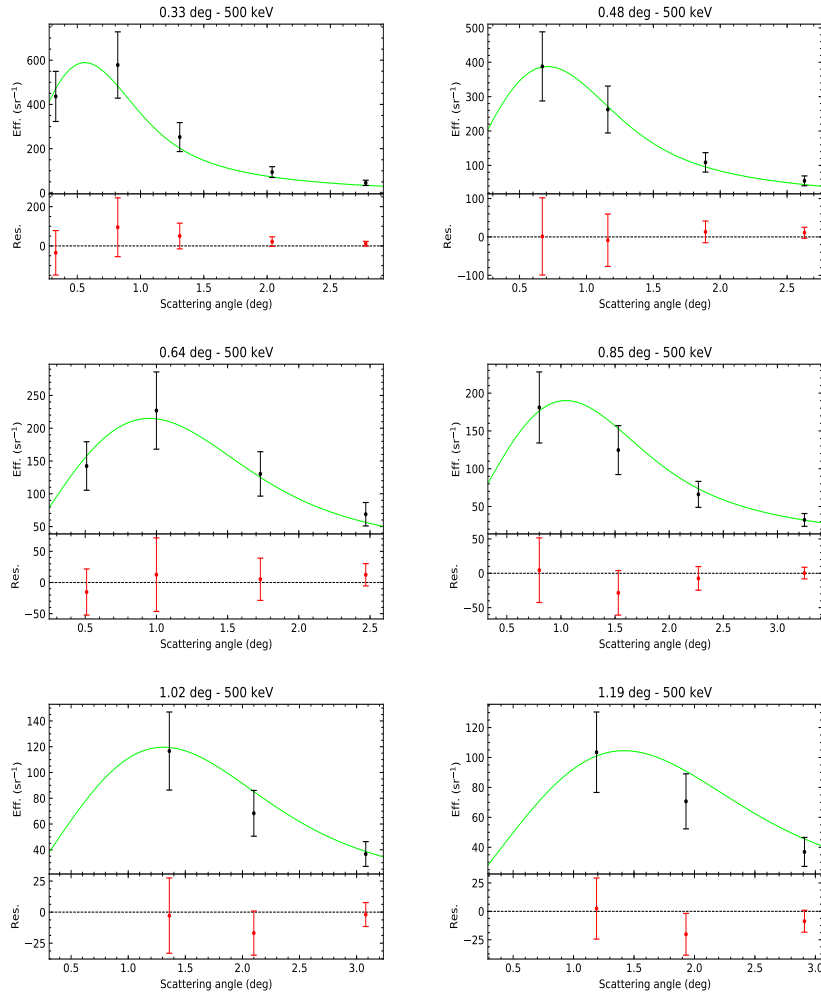 0.33 deg - 500 keV
Eff. (sr⁻¹)
600
400
200
0
Res.
200
0
0.5 1.0 1.5 2.0 2.5
Scattering angle (deg)
0.48 deg - 500 keV
Eff. (sr⁻¹)
500
400
300
200
100
Res.
100
0
−100
0.5 1.0 1.5 2.0 2.5
Scattering angle (deg)
0.64 deg - 500 keV
Eff. (sr⁻¹)
250
200
150
100
50
Res.
50
0
−50
0.5 1.0 1.5 2.0 2.5
Scattering angle (deg)
0.85 deg - 500 keV
Eff. (sr⁻¹)
200
150
100
50
Res.
50
0
−50
0.5 1.0 1.5 2.0 2.5 3.0
Scattering angle (deg)
1.02 deg - 500 keV
Eff. (sr⁻¹)
140
120
100
80
60
40
Res.
25
0
−25
0.5 1.0 1.5 2.0 2.5 3.0
Scattering angle (deg)
1.19 deg - 500 keV
Eff. (sr⁻¹)
120
100
80
60
40
Res.
25
0
−25
0.5 1.0 1.5 2.0 2.5 3.0
Scattering angle (deg)